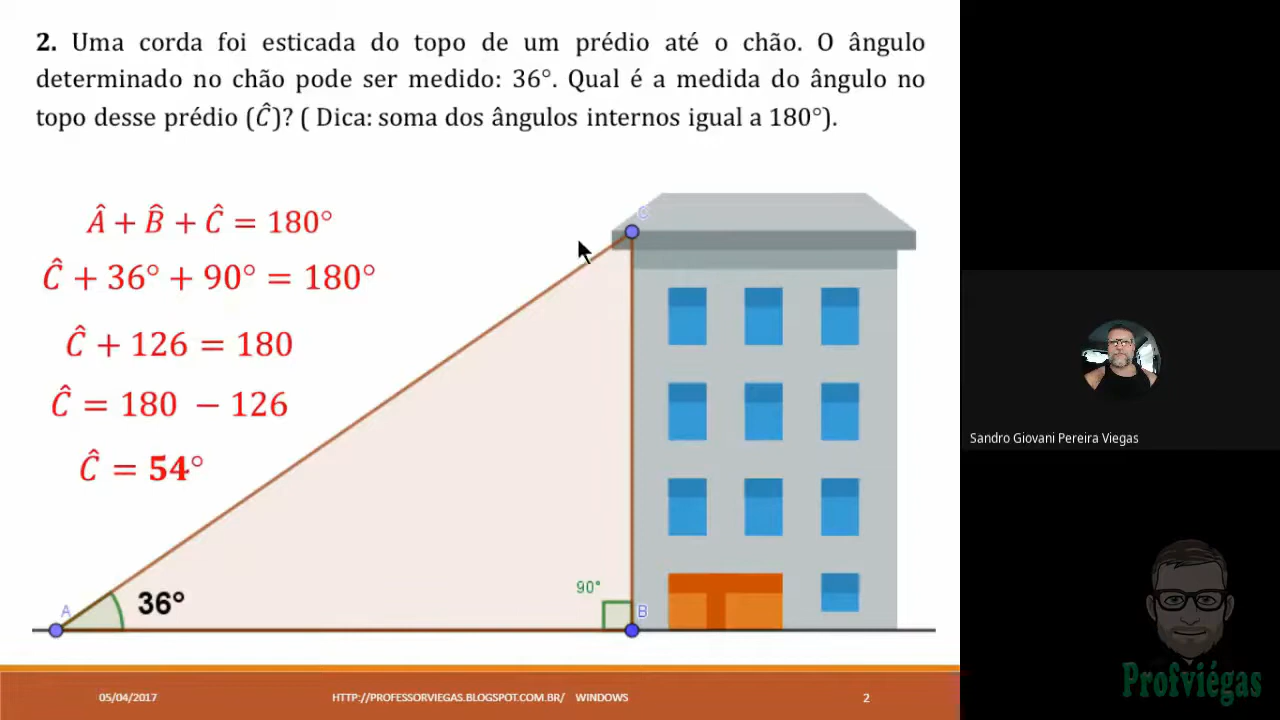 2. Uma corda foi esticada do topo de um prédio até o chão. O ângulo
determinado no chão pode ser medido: 36°. Qual é a medida do ângulo no
topo desse prédio (Ĉ)? ( Dica: soma dos ângulos internos igual a 180°).
Â + B̂ + Ĉ = 180°
Ĉ + 36° + 90° = 180°
Ĉ + 126 = 180
Ĉ = 180 − 126
Ĉ = 54°
C
A
36°
90°
B
Sandro Giovani Pereira Viegas
Profviégas
05/04/2017
HTTP://PROFESSORVIEGAS.BLOGSPOT.COM.BR/ WINDOWS
2